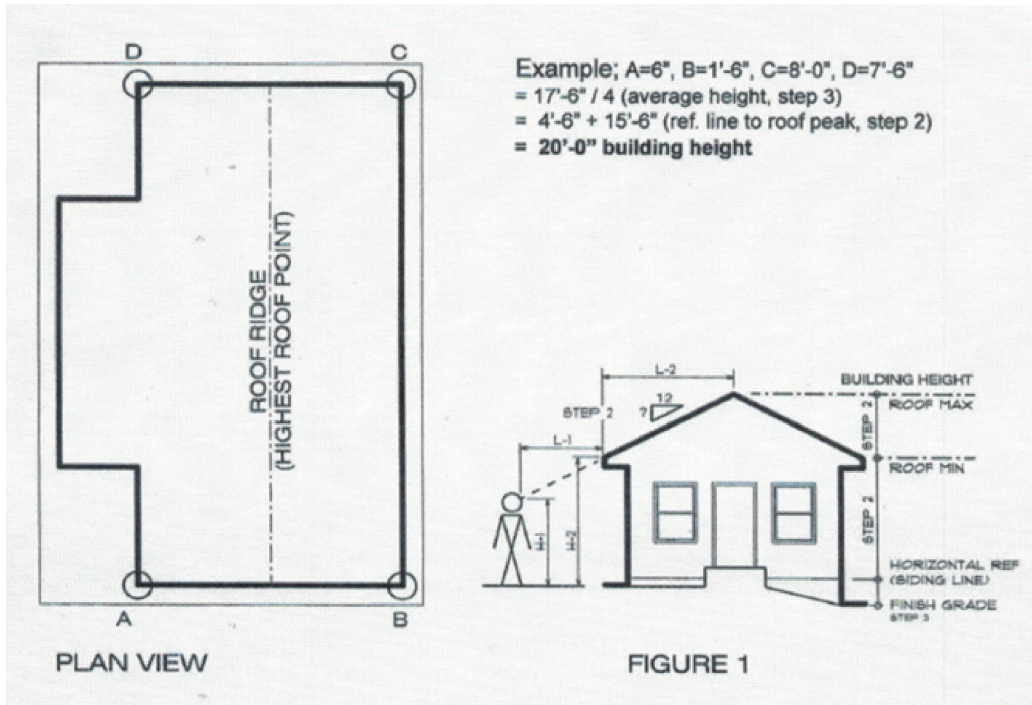 D
C
Example; A=6", B=1'-6", C=8'-0", D=7'-6"
= 17'-6" / 4 (average height, step 3)
= 4'-6" + 15'-6" (ref. line to roof peak, step 2)
= 20'-0" building height
ROOF RIDGE
(HIGHEST ROOF POINT)
A
B
PLAN VIEW
L-2
BUILDING HEIGHT
ROOF MAX
STEP 2
12
7
STEP 2
L-1
ROOF MIN
STEP 2
H-1
H-2
HORIZONTAL REF
(SIDING LINE)
FINISH GRADE
STEP 3
FIGURE 1